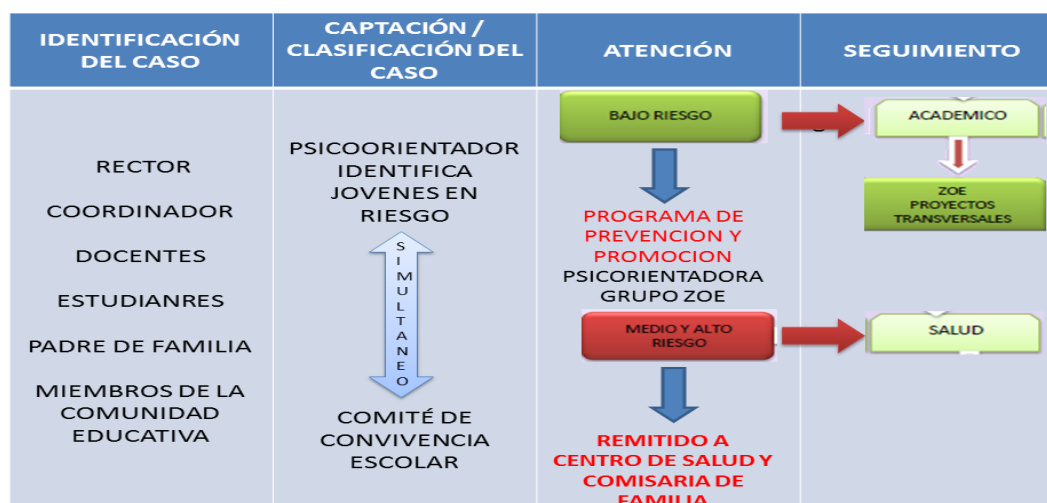 IDENTIFICACIÓN
DEL CASO
CAPTACIÓN /
CLASIFICACIÓN DEL
CASO
ATENCIÓN
SEGUIMIENTO
RECTOR
COORDINADOR
DOCENTES
ESTUDIANRES
PADRE DE FAMILIA
MIEMBROS DE LA
COMUNIDAD
EDUCATIVA
PSICOORIENTADOR
IDENTIFICA
JOVENES EN
RIESGO
SIMULTANEO
COMITÉ DE
CONVIVENCIA
ESCOLAR
BAJO RIESGO
PROGRAMA DE
PREVENCION Y
PROMOCION
PSICORIENTADORA
GRUPO ZOE
MEDIO Y ALTO
RIESGO
REMITIDO A
CENTRO DE SALUD Y
COMISARIA DE
FAMILIA
ACADEMICO
ZOE
PROYECTOS
TRANSVERSALES
SALUD